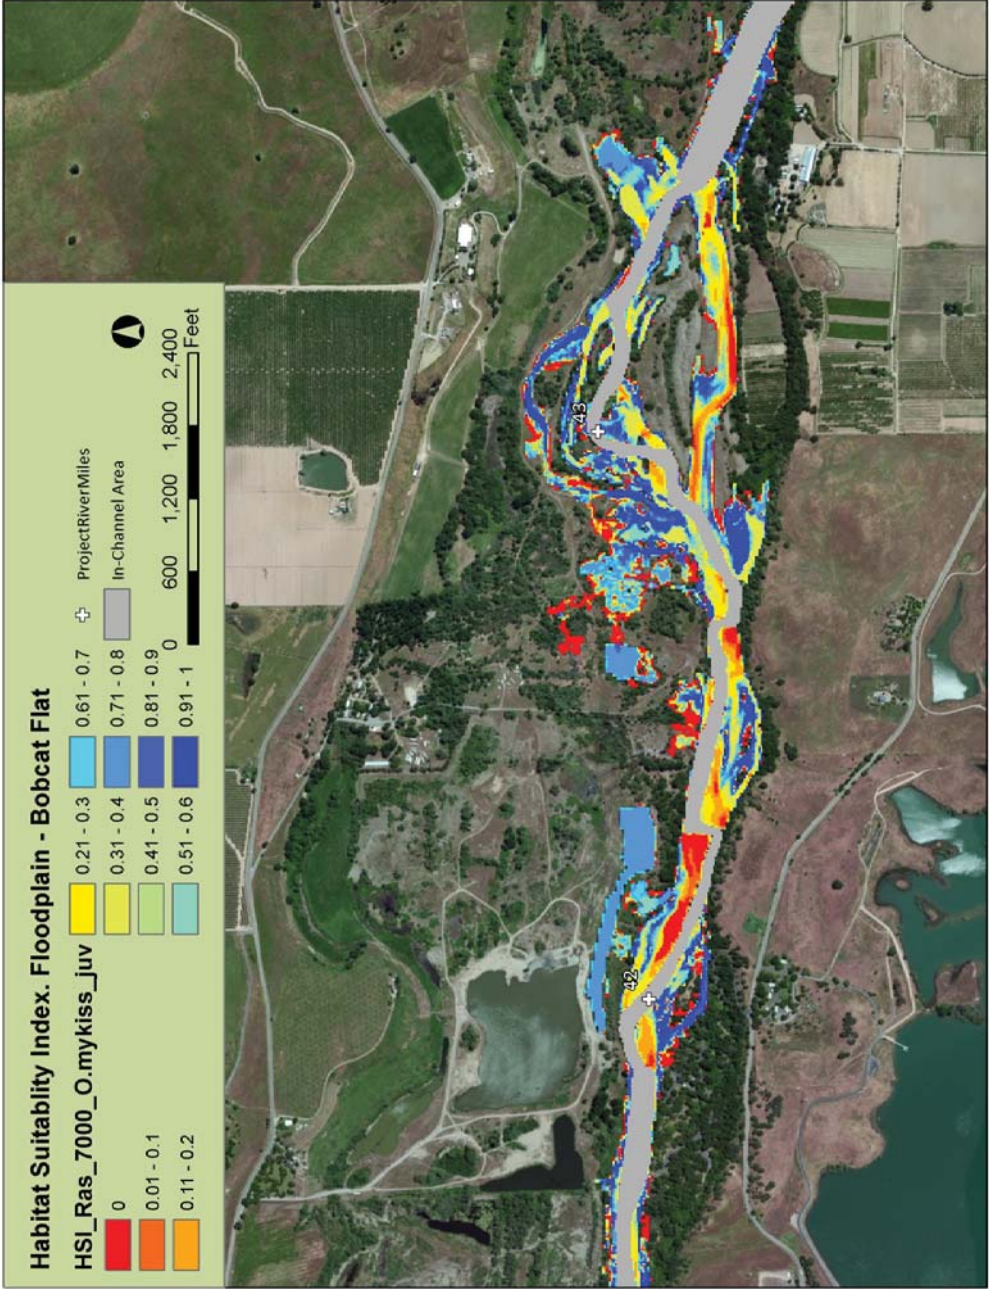 Habitat Suitablity Index. Floodplain - Bobcat Flat
HSI_Ras_7000_O.mykiss_juv
0
0.01 - 0.1
0.11 - 0.2
0.21 - 0.3
0.31 - 0.4
0.41 - 0.5
0.51 - 0.6
0.61 - 0.7
0.71 - 0.8
0.81 - 0.9
0.91 - 1
ProjectRiverMiles
In-Channel Area
0 600 1,200 1,800 2,400
Feet
42
43